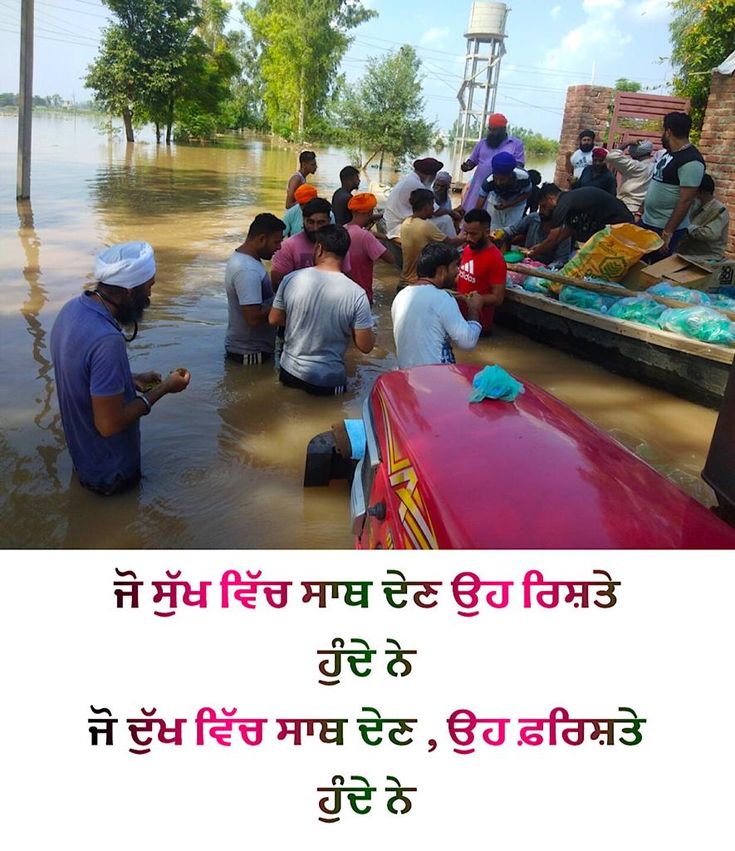 adidas
ਜੋ ਸੁੱਖ ਵਿੱਚ ਸਾਥ ਦੇਣ ਉਹ ਰਿਸ਼ਤੇ
ਹੁੰਦੇ ਨੇ
ਜੋ ਦੁੱਖ ਵਿੱਚ ਸਾਥ ਦੇਣ , ਉਹ ਫ਼ਰਿਸ਼ਤੇ
ਹੁੰਦੇ ਨੇ